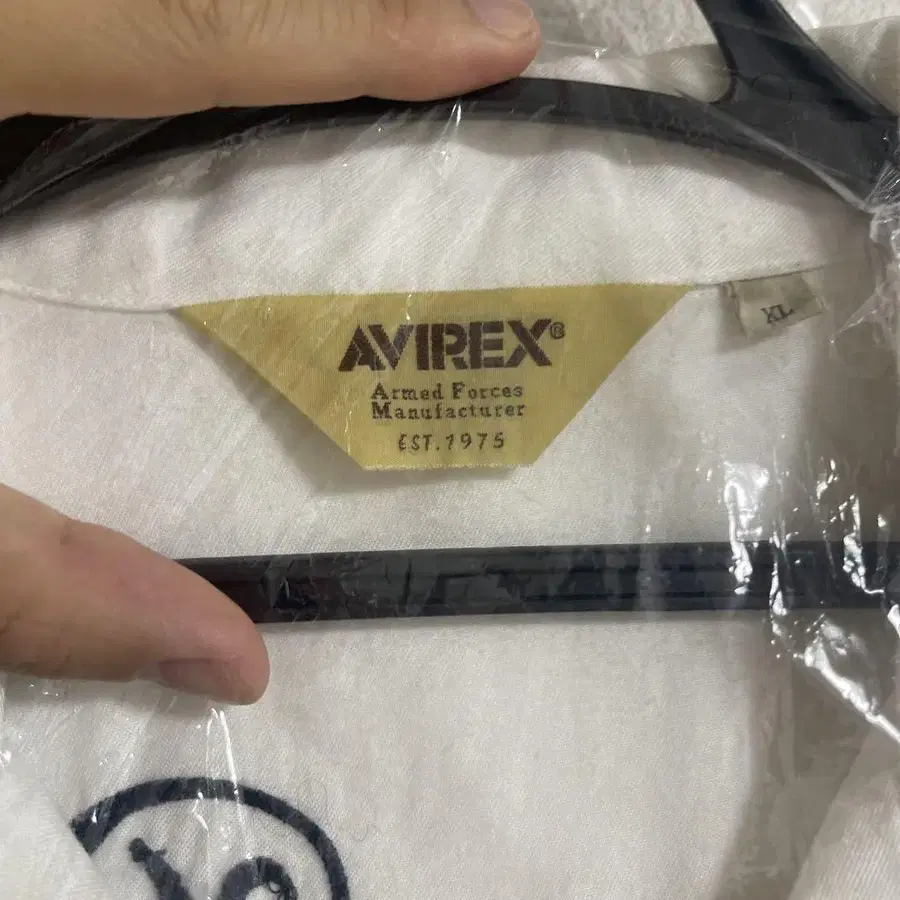 AVIREX®
Armed Forces
Manufacturer
EST.1975
XL